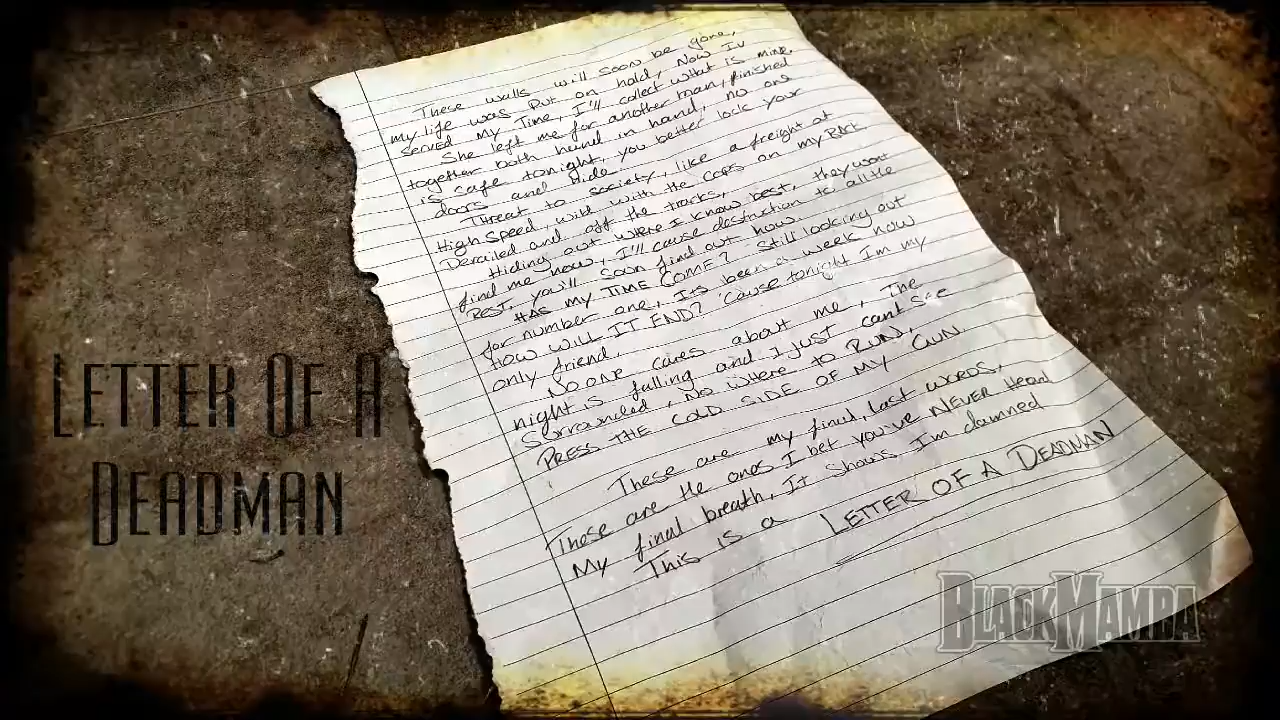 These walls will soon be gone,
my life was Put on hold, Now Iv
SERVED My Time, I'll collect what is mine.
She left me for another man, finished
together both hand in hand, no one
is safe tonight, you better lock your
doors and Hide
Threat to society, like a freight at
High Speed with with the Cops on my BACK
Derailed and off the tracks,
Hiding out where I know best, they want
find me now, I'll cause destruction to all the
REST, you'll soon find out how.
HAS MY TIME COME? Still looking out
for number one, It's been a week now
HOW WILL IT END? 'Cause tonight I'm my
only friend.
NO ONE cares about me, The
night is falling and I just cant See
Surrounded, No where to RUN,
PRESS THE COLD SIDE OF MY GUN.
These are my final, last words,
These are the ones I bet you've NEVER Heard
My final breath, It shows I'm damned
This is a LETTER OF A DEADMAN
LETTER OF A
DEADMAN
BLACKMAMBA